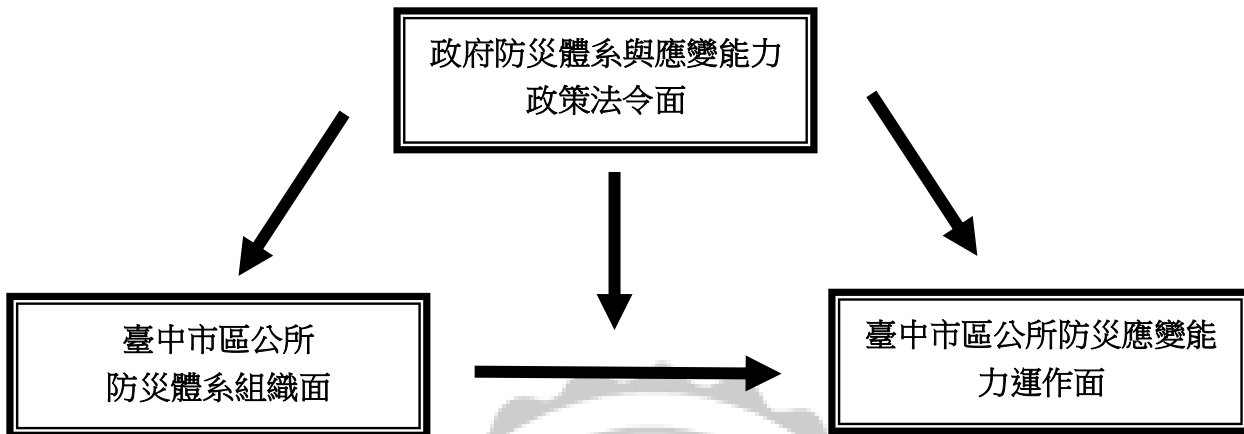 政府防災體系與應變能力
政策法令面
臺中市區公所
防災體系組織面
臺中市區公所防災應變能
力運作面